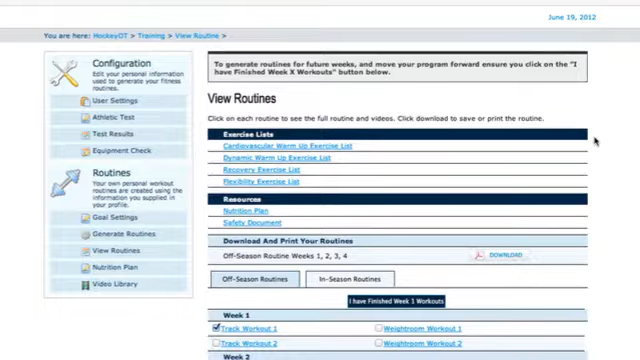 June 19, 2012
You are here: HockeyOT > Training > View Routine >
Configuration
Edit your personal information
used to generate your fitness
routines.
User Settings
Athletic Test
Test Results
Equipment Check
Routines
Your own personal workout
routines are created using the
information you supplied in
your profile.
Goal Settings
Generate Routines
View Routines
Nutrition Plan
Video Library
To generate routines for future weeks, and move your program forward ensure you click on the "I
have Finished Week X Workouts" button below.
View Routines
Click on each routine to see the full routine and videos. Click download to save or print the routine.
Exercise Lists
Cardiovascular Warm Up Exercise List
Dynamic Warm Up Exercise List
Recovery Exercise List
Flexibility Exercise List
Resources
Nutrition Plan
Safety Document
Download And Print Your Routines
Off-Season Routine Weeks 1, 2, 3, 4
DOWNLOAD
Off-Season Routines
In-Season Routines
I have Finished Week 1 Workouts
Week 1
Track Workout 1
Weightroom Workout 1
Track Workout 2
Weightroom Workout 2
Week 2